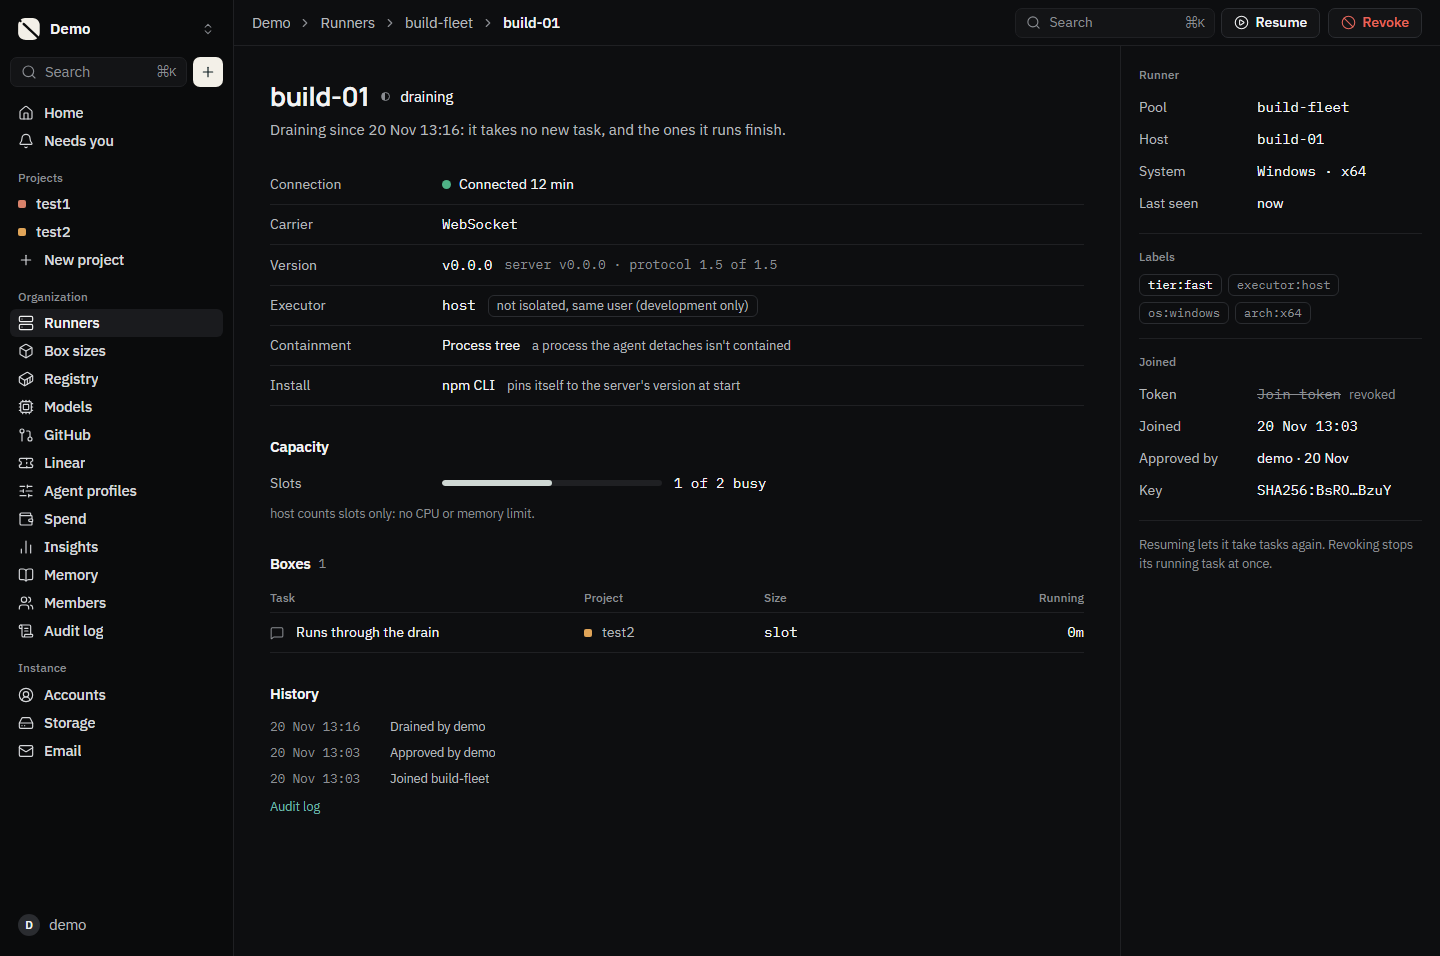 Demo
Search ⌘K
Home
Needs you
Projects
test1
test2
New project
Organization
Runners
Box sizes
Registry
Models
GitHub
Linear
Agent profiles
Spend
Insights
Memory
Members
Audit log
Instance
Accounts
Storage
Email
D demo
Demo > Runners > build-fleet > build-01
Search ⌘K
Resume
Revoke
build-01 draining
Draining since 20 Nov 13:16: it takes no new task, and the ones it runs finish.
Connection Connected 12 min
Carrier WebSocket
Version v0.0.0 server v0.0.0 · protocol 1.5 of 1.5
Executor host not isolated, same user (development only)
Containment Process tree a process the agent detaches isn't contained
Install npm CLI pins itself to the server's version at start
Capacity
Slots 1 of 2 busy
host counts slots only: no CPU or memory limit.
Boxes 1
Task Project Size Running
Runs through the drain test2 slot 0m
History
20 Nov 13:16 Drained by demo
20 Nov 13:03 Approved by demo
20 Nov 13:03 Joined build-fleet
Audit log
Runner
Pool build-fleet
Host build-01
System Windows · x64
Last seen now
Labels
tier:fast executor:host
os:windows arch:x64
Joined
Token Join token revoked
Joined 20 Nov 13:03
Approved by demo · 20 Nov
Key SHA256:BsRO…BzuY
Resuming lets it take tasks again. Revoking stops
its running task at once.